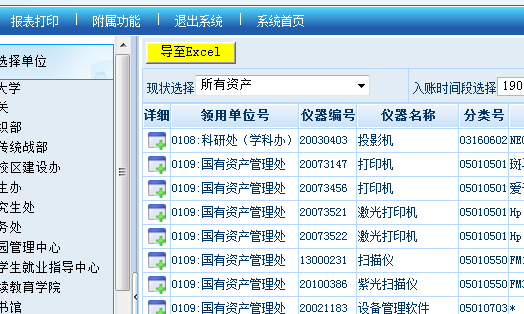 报表打印 附属功能 退出系统 系统首页
选择单位
大学
关
织部
传统战部
校区建设办
生办
究生处
务处
园管理中心
学生就业指导中心
续教育学院
书馆
导至Excel
现状选择 所有资产 入账时间段选择 190
详细 领用单位号 仪器编号 仪器名称 分类号
0108:科研处（学科办） 20030403 投影机 03160602 NEC
0109:国有资产管理处 20073147 打印机 05010501 斑
0109:国有资产管理处 20073456 打印机 05010501 爱
0109:国有资产管理处 20073521 激光打印机 05010501 Hp
0109:国有资产管理处 20073522 激光打印机 05010501 Hp
0109:国有资产管理处 13000231 扫描仪 05010550 FM
0109:国有资产管理处 20100386 紫光扫描仪 05010550 FM
0109:国有资产管理处 20021183 设备管理软件 05010703 *